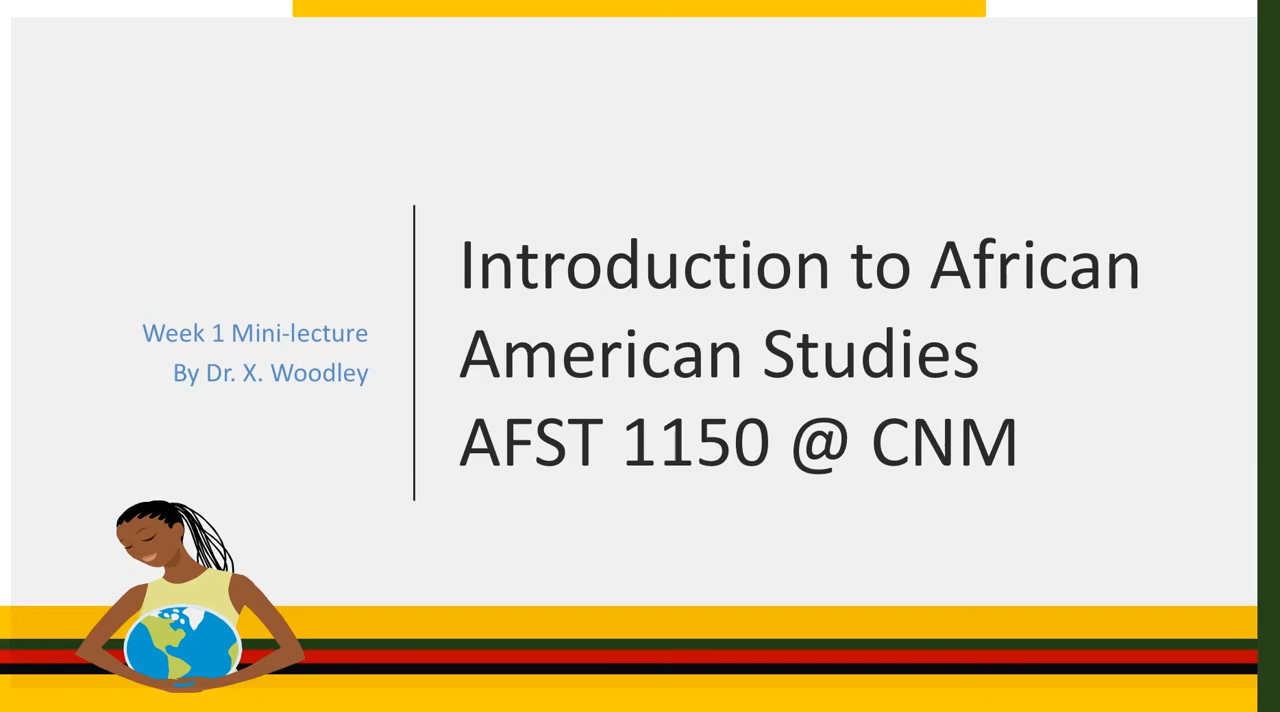 Week 1 Mini-lecture
By Dr. X. Woodley
Introduction to African
American Studies
AFST 1150 @ CNM